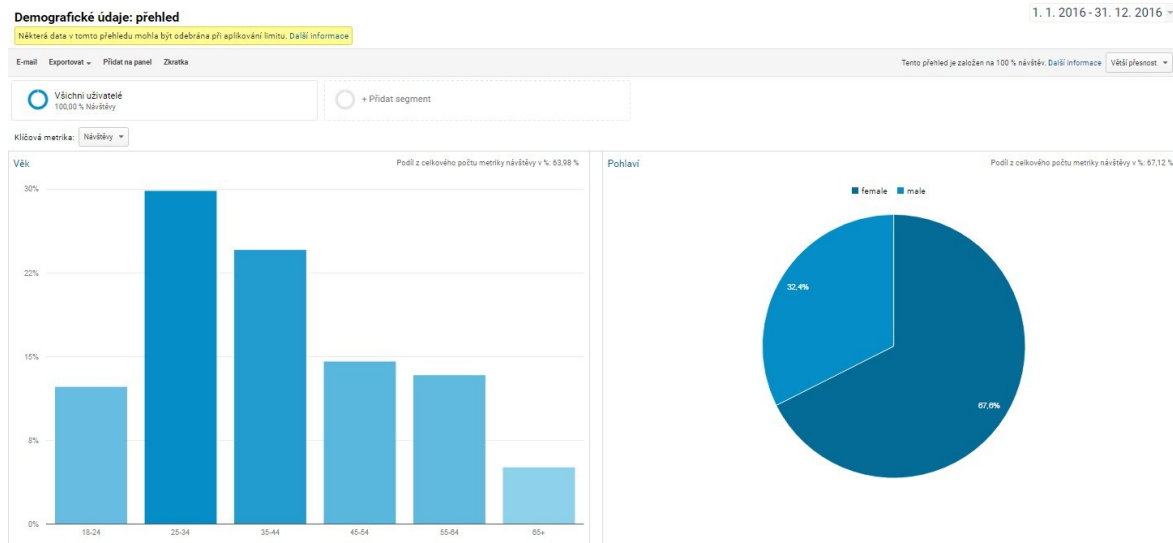 Demografické údaje: přehled
1. 1. 2016 - 31. 12. 2016
Některá data v tomto přehledu mohla být odebrána při aplikování limitu. Další informace
E-mail Exportovat Přidat na panel Zkratka
Tento přehled je založen na 100 % návštěv. Další informace Větší přesnost
Všichni uživatelé
100,00 % Návštěvy
+ Přidat segment
Klíčová metrika: Návštěvy
Věk
Podíl z celkového počtu metriky návštěvy v %: 63,98 %
30%
22%
15%
8%
0%
18-24 25-34 35-44 45-54 55-64 65+
Pohlaví
Podíl z celkového počtu metriky návštěvy v %: 67,12 %
female male
32,4%
67,6%